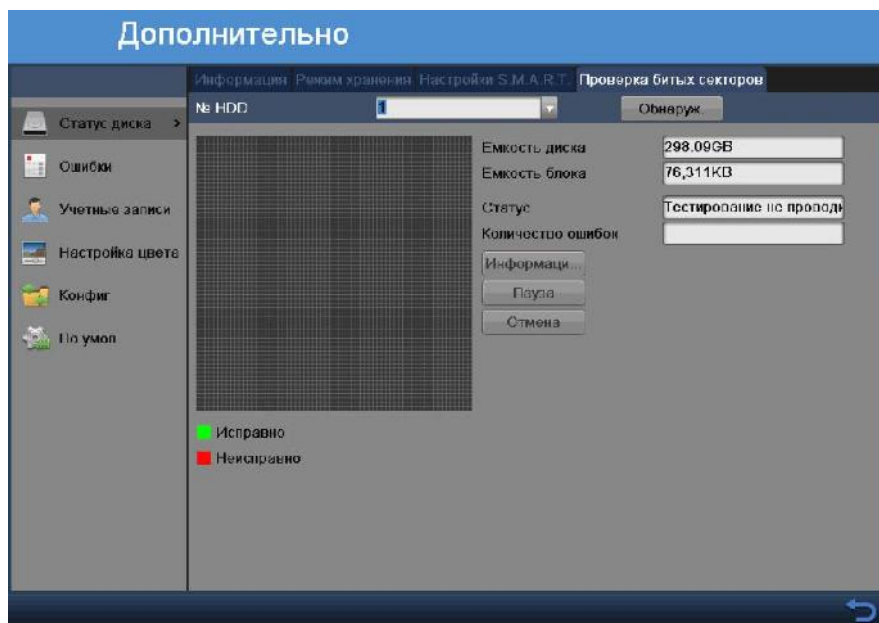 Дополнительно
Информация Режим хранения Настройки S.M.A.R.T. Проверка битых секторов
№ HDD 1 Обнаруж.
Статус диска >
Ошибки
Учетные записи
Настройка цвета
Конфиг
По умол
Емкость диска 298.09GB
Емкость блока 76,311KB
Статус Тестирование не проводи
Количество ошибок
Информаци...
Пауза
Отмена
Исправно
Неисправно